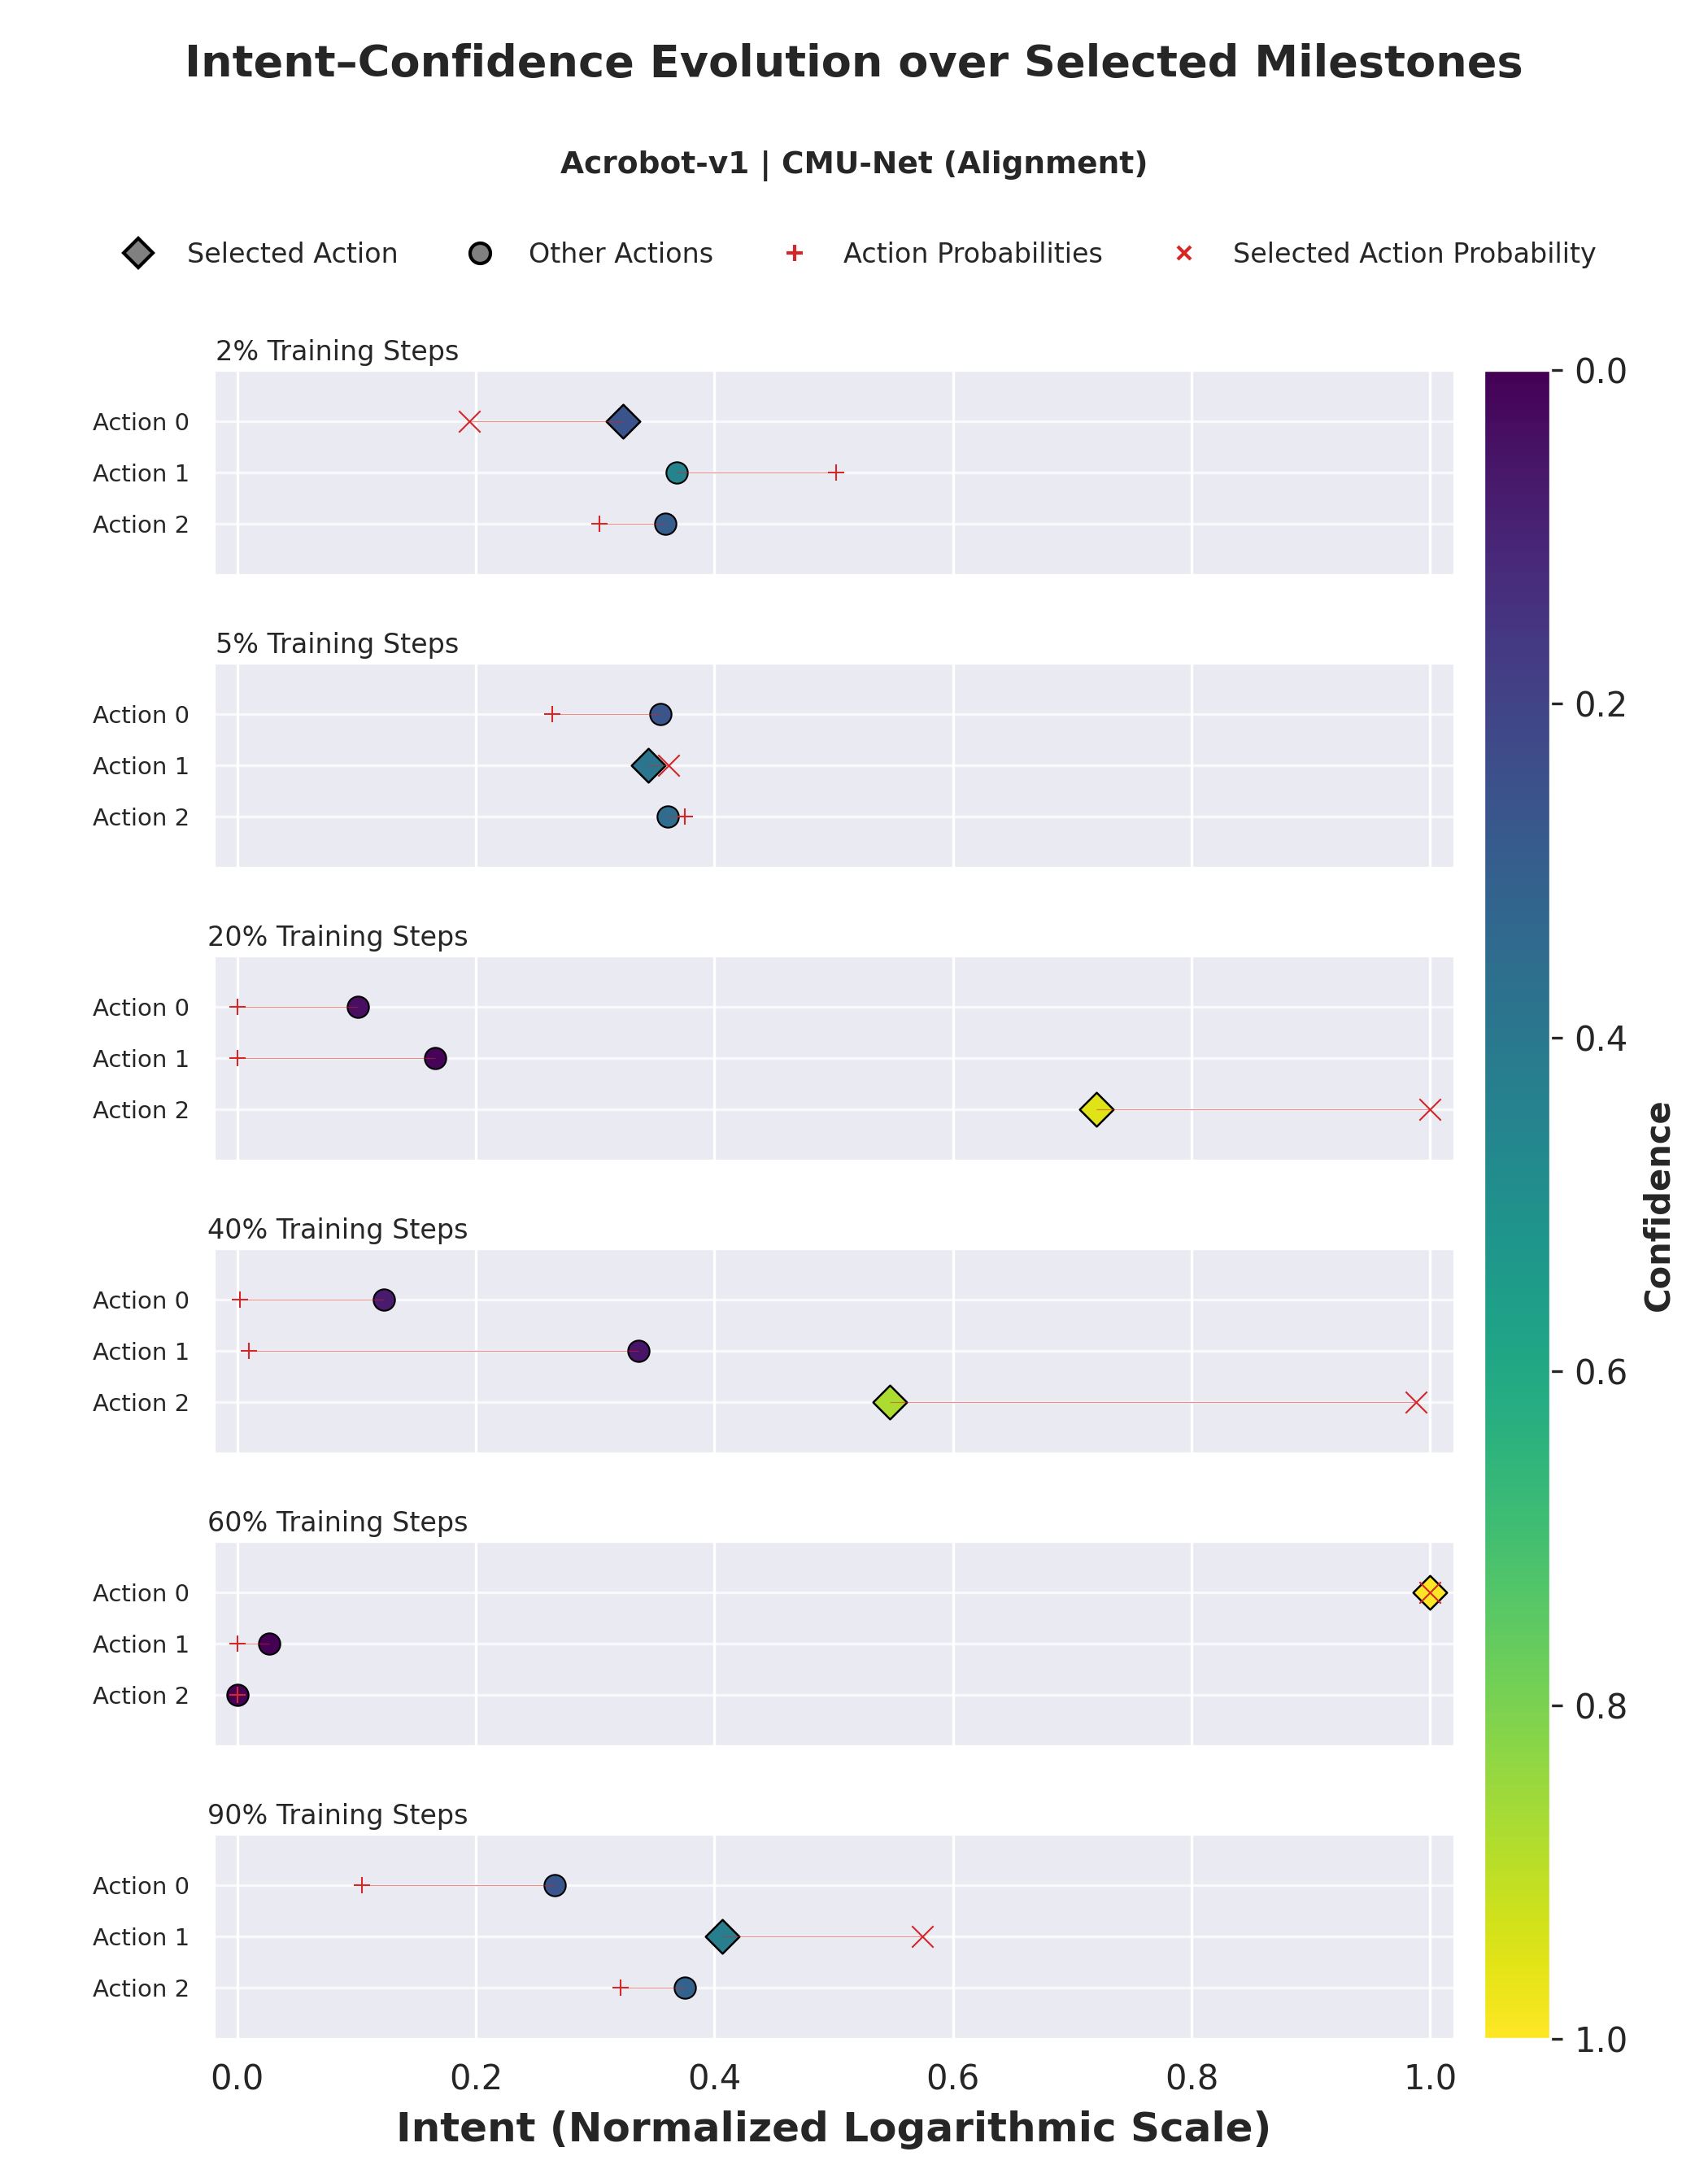 Intent–Confidence Evolution over Selected Milestones
Acrobot-v1 | CMU-Net (Alignment)
Selected Action Other Actions Action Probabilities Selected Action Probability
2% Training Steps
Action 0
Action 1
Action 2
5% Training Steps
Action 0
Action 1
Action 2
20% Training Steps
Action 0
Action 1
Action 2
40% Training Steps
Action 0
Action 1
Action 2
60% Training Steps
Action 0
Action 1
Action 2
90% Training Steps
Action 0
Action 1
Action 2
0.0 0.2 0.4 0.6 0.8 1.0
Intent (Normalized Logarithmic Scale)
0.0
0.2
0.4
0.6
0.8
1.0
Confidence